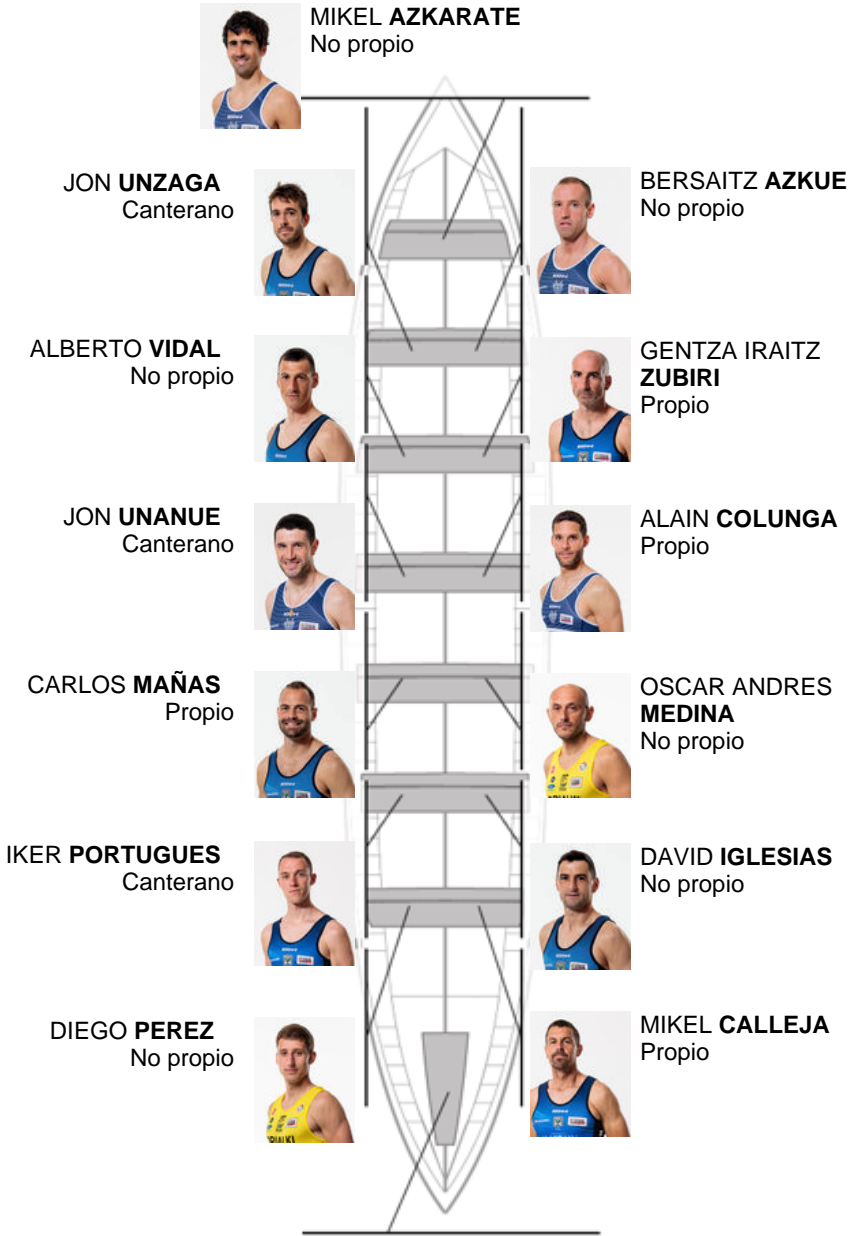 MIKEL AZKARATE
No propio
JON UNZAGA
Canterano
BERSAITZ AZKUE
No propio
ALBERTO VIDAL
No propio
GENTZA IRAITZ
ZUBIRI
Propio
JON UNANUE
Canterano
ALAIN COLUNGA
Propio
CARLOS MAÑAS
Propio
OSCAR ANDRES
MEDINA
No propio
IKER PORTUGUES
Canterano
DAVID IGLESIAS
No propio
DIEGO PEREZ
No propio
MIKEL CALLEJA
Propio